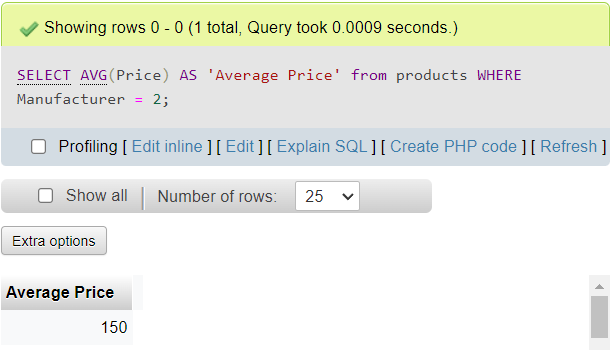 Showing rows 0 - 0 (1 total, Query took 0.0009 seconds.)
SELECT AVG(Price) AS 'Average Price' from products WHERE
Manufacturer = 2;
Profiling [ Edit inline ] [ Edit ] [ Explain SQL ] [ Create PHP code ] [ Refresh ]
Show all | Number of rows: 25
Extra options
Average Price
150